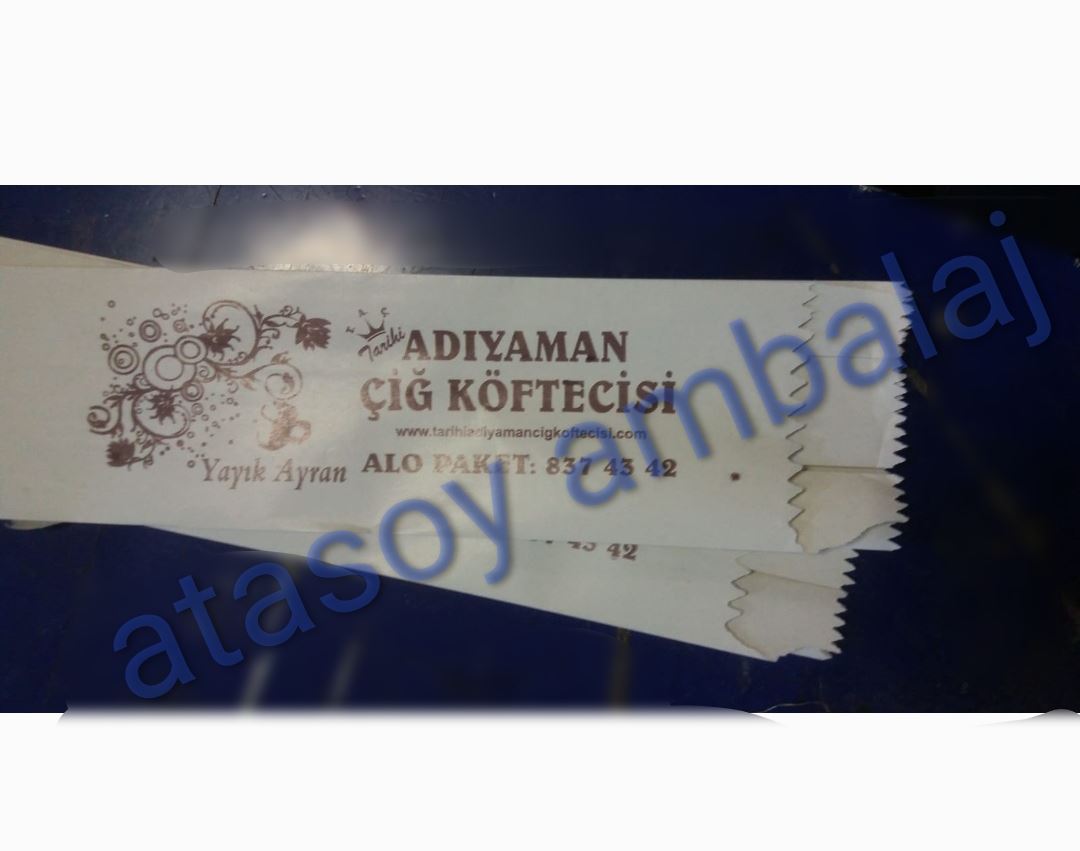 Tarihi
ADIYAMAN
ÇİĞ KÖFTECİSİ
www.tarihiadiyamancigkoftecisi.com
Yayık Ayran
ALO PAKET: 837 43 42
43 42
atasoy ambalaj